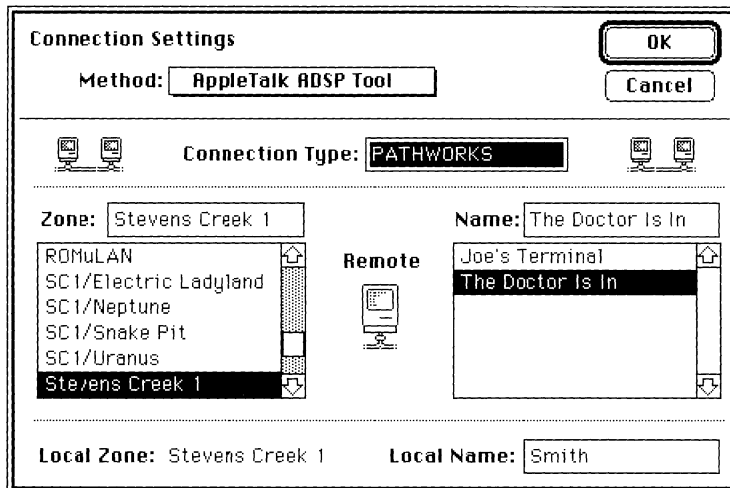 Connection Settings
OK
Method: AppleTalk ADSP Tool
Cancel
Connection Type: PATHWORKS
Zone: Stevens Creek 1
Name: The Doctor Is In
ROMuLAN
SC1/Electric Ladyland
SC1/Neptune
SC1/Snake Pit
SC1/Uranus
Stevens Creek 1
Remote
Joe's Terminal
The Doctor Is In
Local Zone: Stevens Creek 1
Local Name: Smith